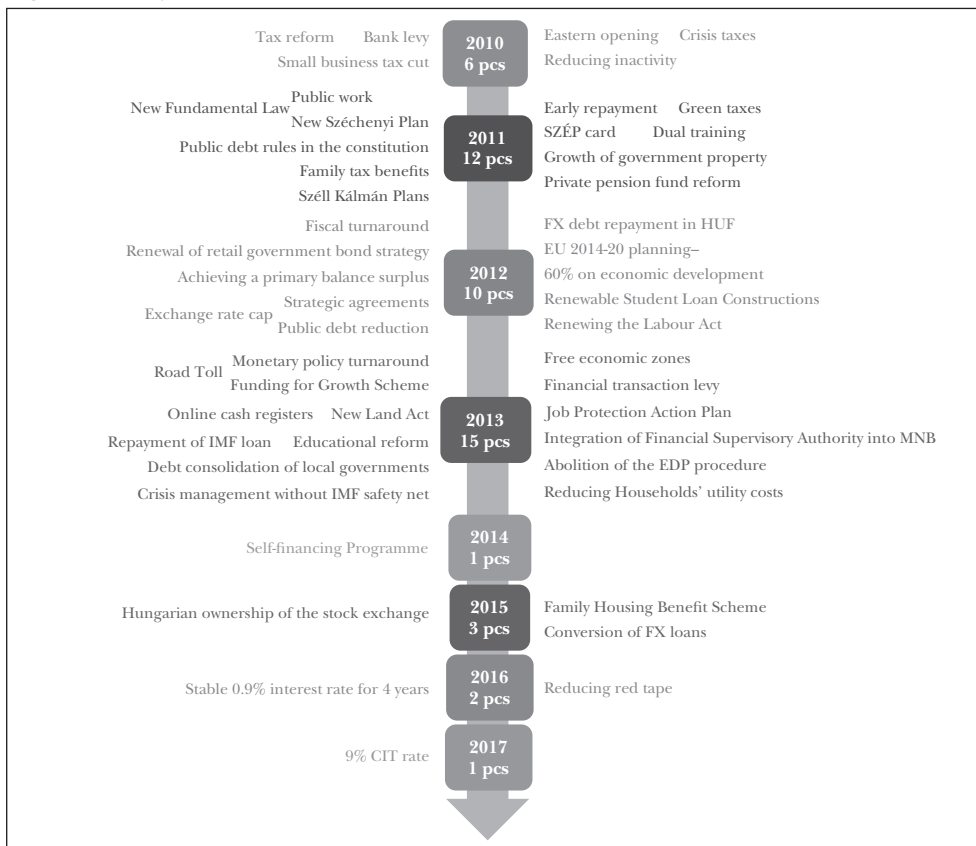 Tax reform Bank levy
Small business tax cut
2010
6 pcs
Eastern opening Crisis taxes
Reducing inactivity
New Fundamental Law
Public work
New Széchenyi Plan
Public debt rules in the constitution
Family tax benefits
Széll Kálmán Plans
2011
12 pcs
Early repayment Green taxes
SZÉP card Dual training
Growth of government property
Private pension fund reform
Fiscal turnaround
Renewal of retail government bond strategy
Achieving a primary balance surplus
Strategic agreements
Exchange rate cap
Public debt reduction
2012
10 pcs
FX debt repayment in HUF
EU 2014-20 planning–
60% on economic development
Renewable Student Loan Constructions
Renewing the Labour Act
Road Toll
Monetary policy turnaround
Funding for Growth Scheme
Online cash registers New Land Act
Repayment of IMF loan Educational reform
Debt consolidation of local governments
Crisis management without IMF safety net
2013
15 pcs
Free economic zones
Financial transaction levy
Job Protection Action Plan
Integration of Financial Supervisory Authority into MNB
Abolition of the EDP procedure
Reducing Households' utility costs
Self-financing Programme
2014
1 pcs
Hungarian ownership of the stock exchange
2015
3 pcs
Family Housing Benefit Scheme
Conversion of FX loans
Stable 0.9% interest rate for 4 years
2016
2 pcs
Reducing red tape
9% CIT rate
2017
1 pcs